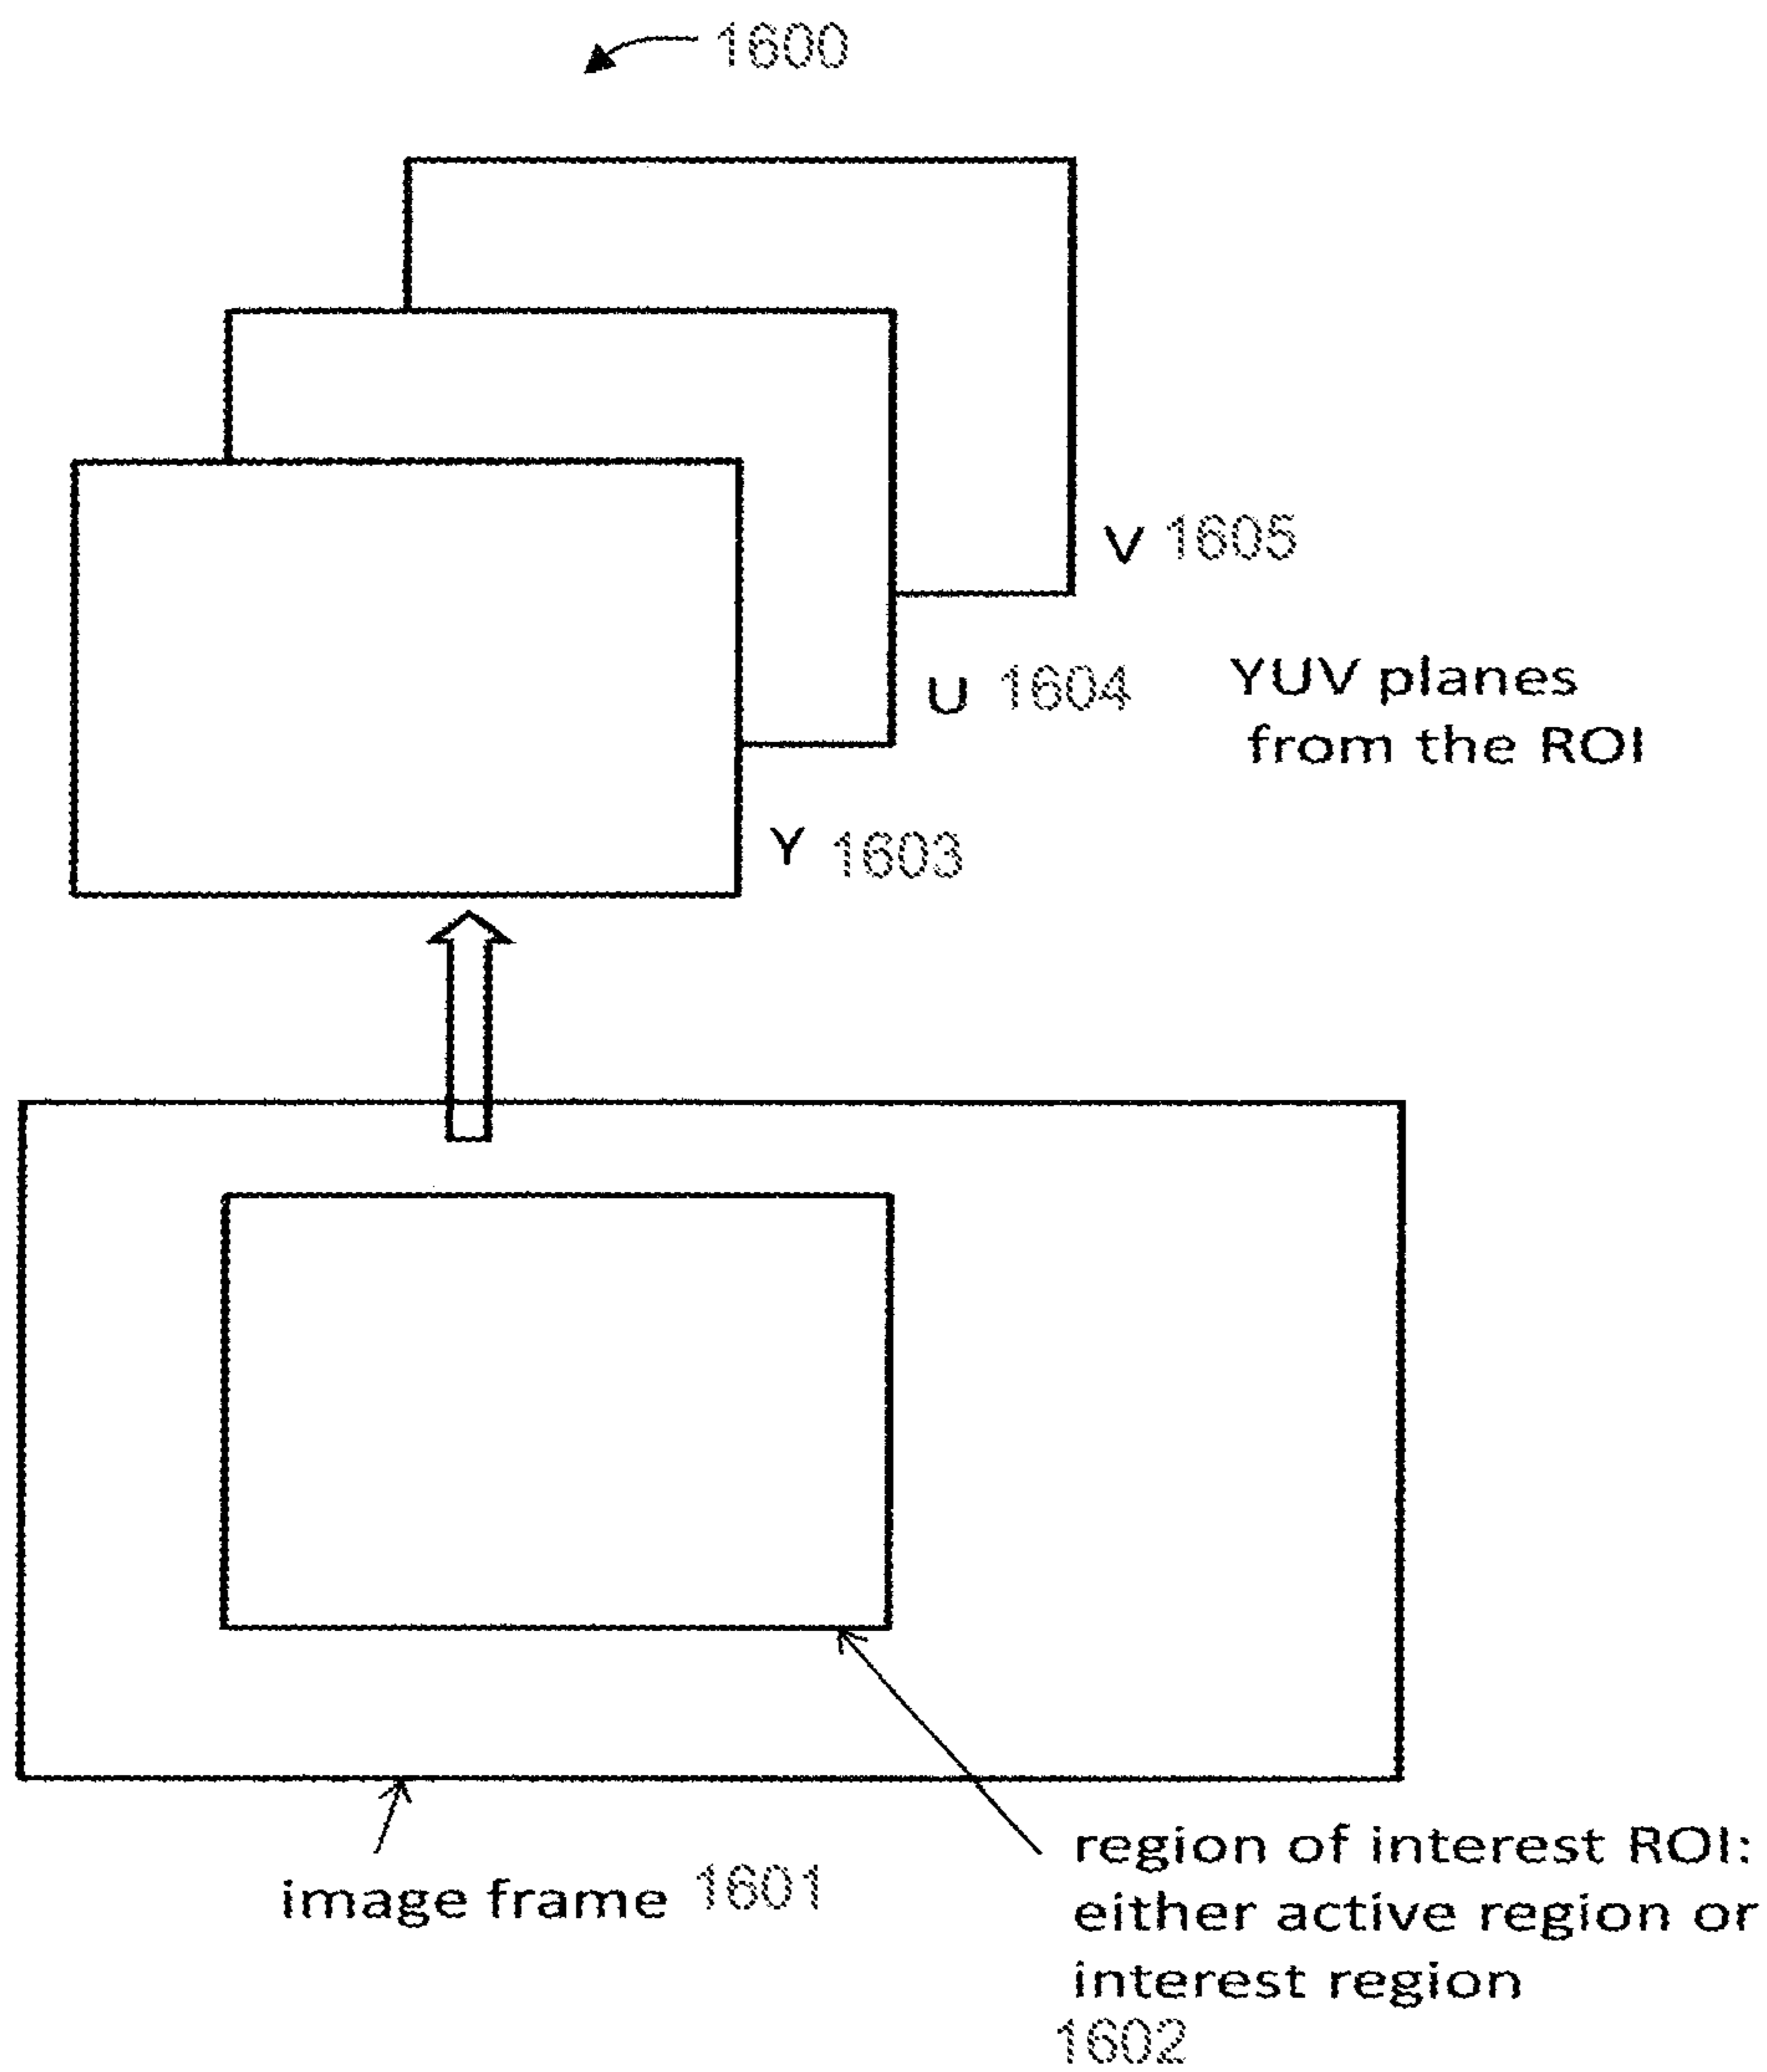 1600
V 1605
U 1604
YUV planes
from the ROI
Y 1603
image frame 1601
region of interest ROI:
either active region or
interest region
1602